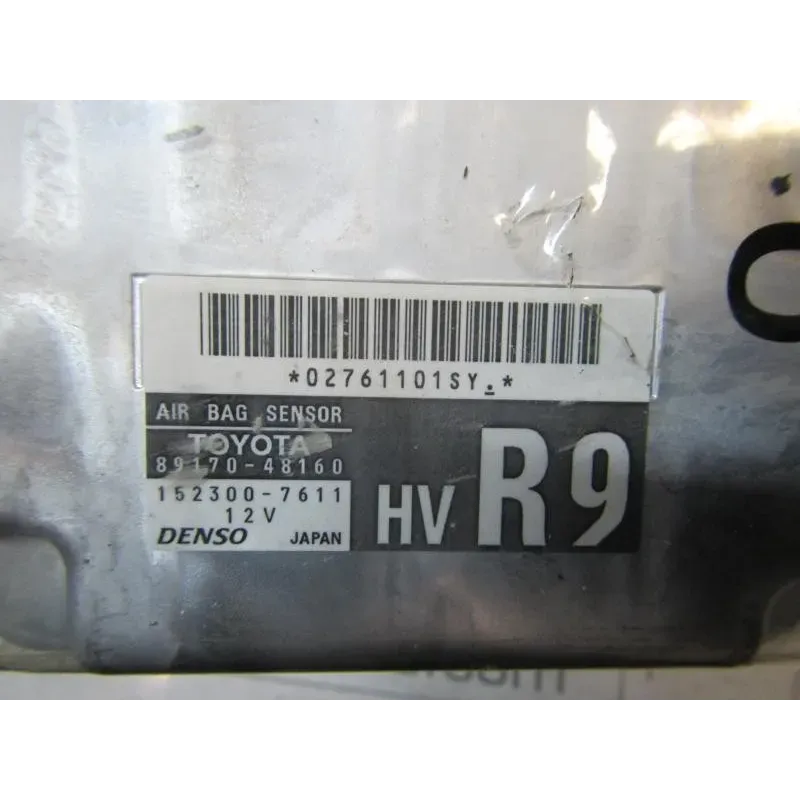 *02761101SY.*
AIR BAG SENSOR
TOYOTA
89170-48160
152300-7611
12V
DENSO JAPAN
HV R9